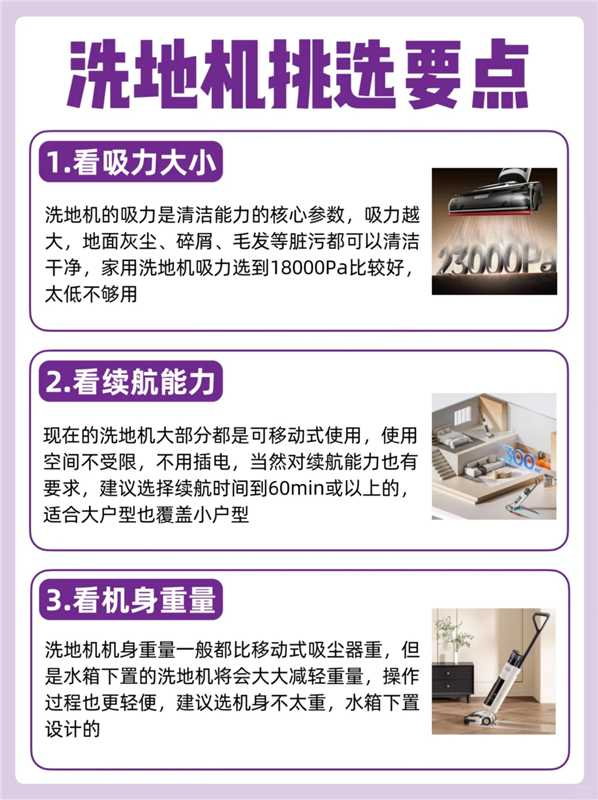 洗地机挑选要点
1.看吸力大小
洗地机的吸力是清洁能力的核心参数，吸力越
大，地面灰尘、碎屑、毛发等脏污都可以清洁
干净，家用洗地机吸力选到18000Pa比较好，
太低不够用
23000Pa
2.看续航能力
现在的洗地机大部分都是可移动式使用，使用
空间不受限，不用插电，当然对续航能力也有
要求，建议选择续航时间到60min或以上的，
适合大户型也覆盖小户型
3.看机身重量
洗地机机身重量一般都比移动式吸尘器重，但
是水箱下置的洗地机将会大大减轻重量，操作
过程也更轻便，建议选机身不太重，水箱下置
设计的